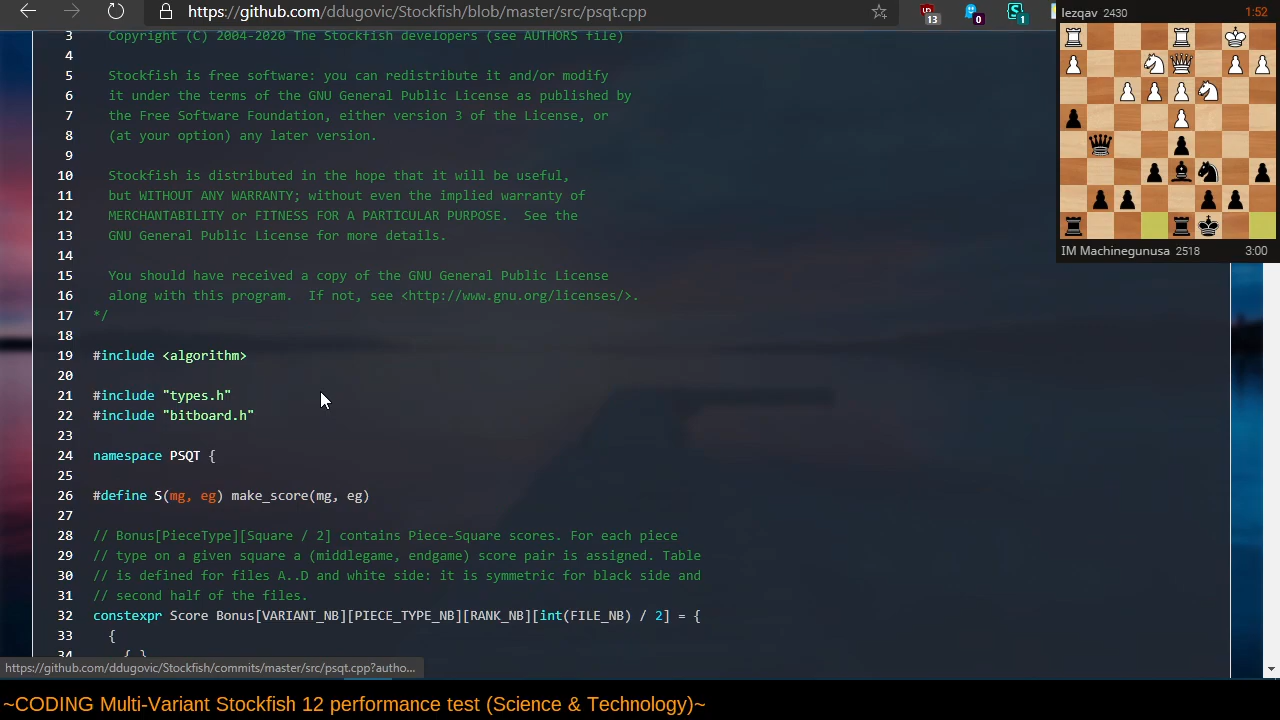 https://github.com/ddugovic/Stockfish/blob/master/src/psqt.cpp
13
0
1
lezqav 2430
1:52
3 Copyright (C) 2004-2020 The Stockfish developers (see AUTHORS file)
4
5 Stockfish is free software: you can redistribute it and/or modify
6 it under the terms of the GNU General Public License as published by
7 the Free Software Foundation, either version 3 of the License, or
8 (at your option) any later version.
9
10 Stockfish is distributed in the hope that it will be useful,
11 but WITHOUT ANY WARRANTY; without even the implied warranty of
12 MERCHANTABILITY or FITNESS FOR A PARTICULAR PURPOSE.  See the
13 GNU General Public License for more details.
14
IM Machinegunusa 2518
3:00
15 You should have received a copy of the GNU General Public License
16 along with this program.  If not, see <http://www.gnu.org/licenses/>.
17 */
18
19 #include <algorithm>
20
21 #include "types.h"
22 #include "bitboard.h"
23
24 namespace PSQT {
25
26 #define S(mg, eg) make_score(mg, eg)
27
28 // Bonus[PieceType][Square / 2] contains Piece-Square scores. For each piece
29 // type on a given square a (middlegame, endgame) score pair is assigned. Table
30 // is defined for files A..D and white side: it is symmetric for black side and
31 // second half of the files.
32 constexpr Score Bonus[VARIANT_NB][PIECE_TYPE_NB][RANK_NB][int(FILE_NB) / 2] = {
33 {
34 { }
https://github.com/ddugovic/Stockfish/commits/master/src/psqt.cpp?autho...
~CODING Multi-Variant Stockfish 12 performance test (Science & Technology)~